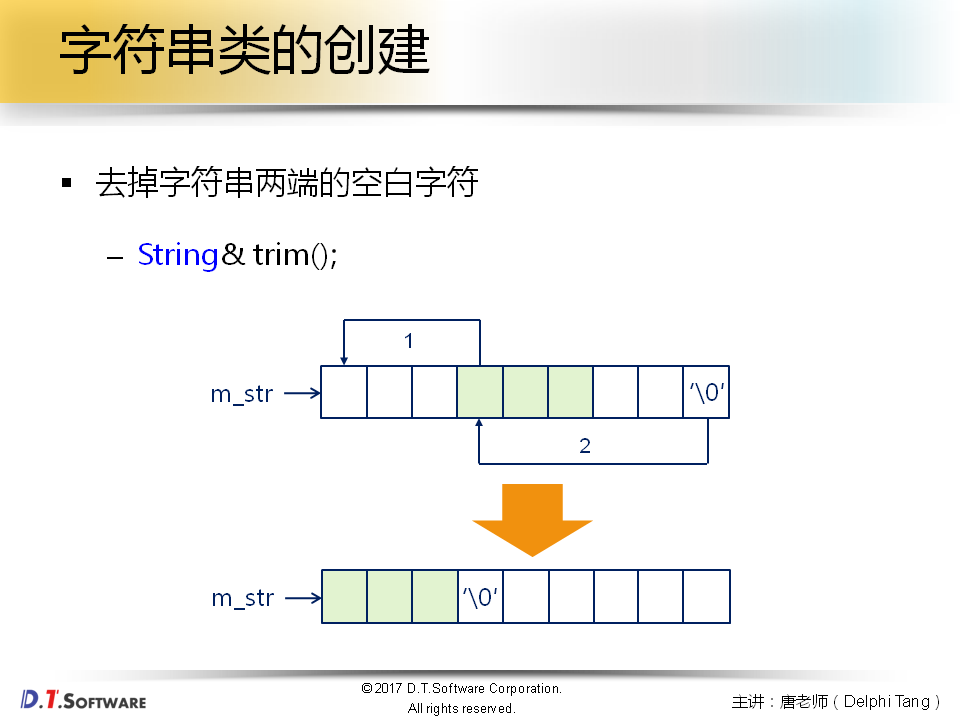 字符串类的创建
▪ 去掉字符串两端的空白字符
– String& trim();
1
m_str
'\0'
2
m_str
'\0'
D.T.SOFTWARE
©2017 D.T.Software Corporation.
All rights reserved.
主讲：唐老师（Delphi Tang）